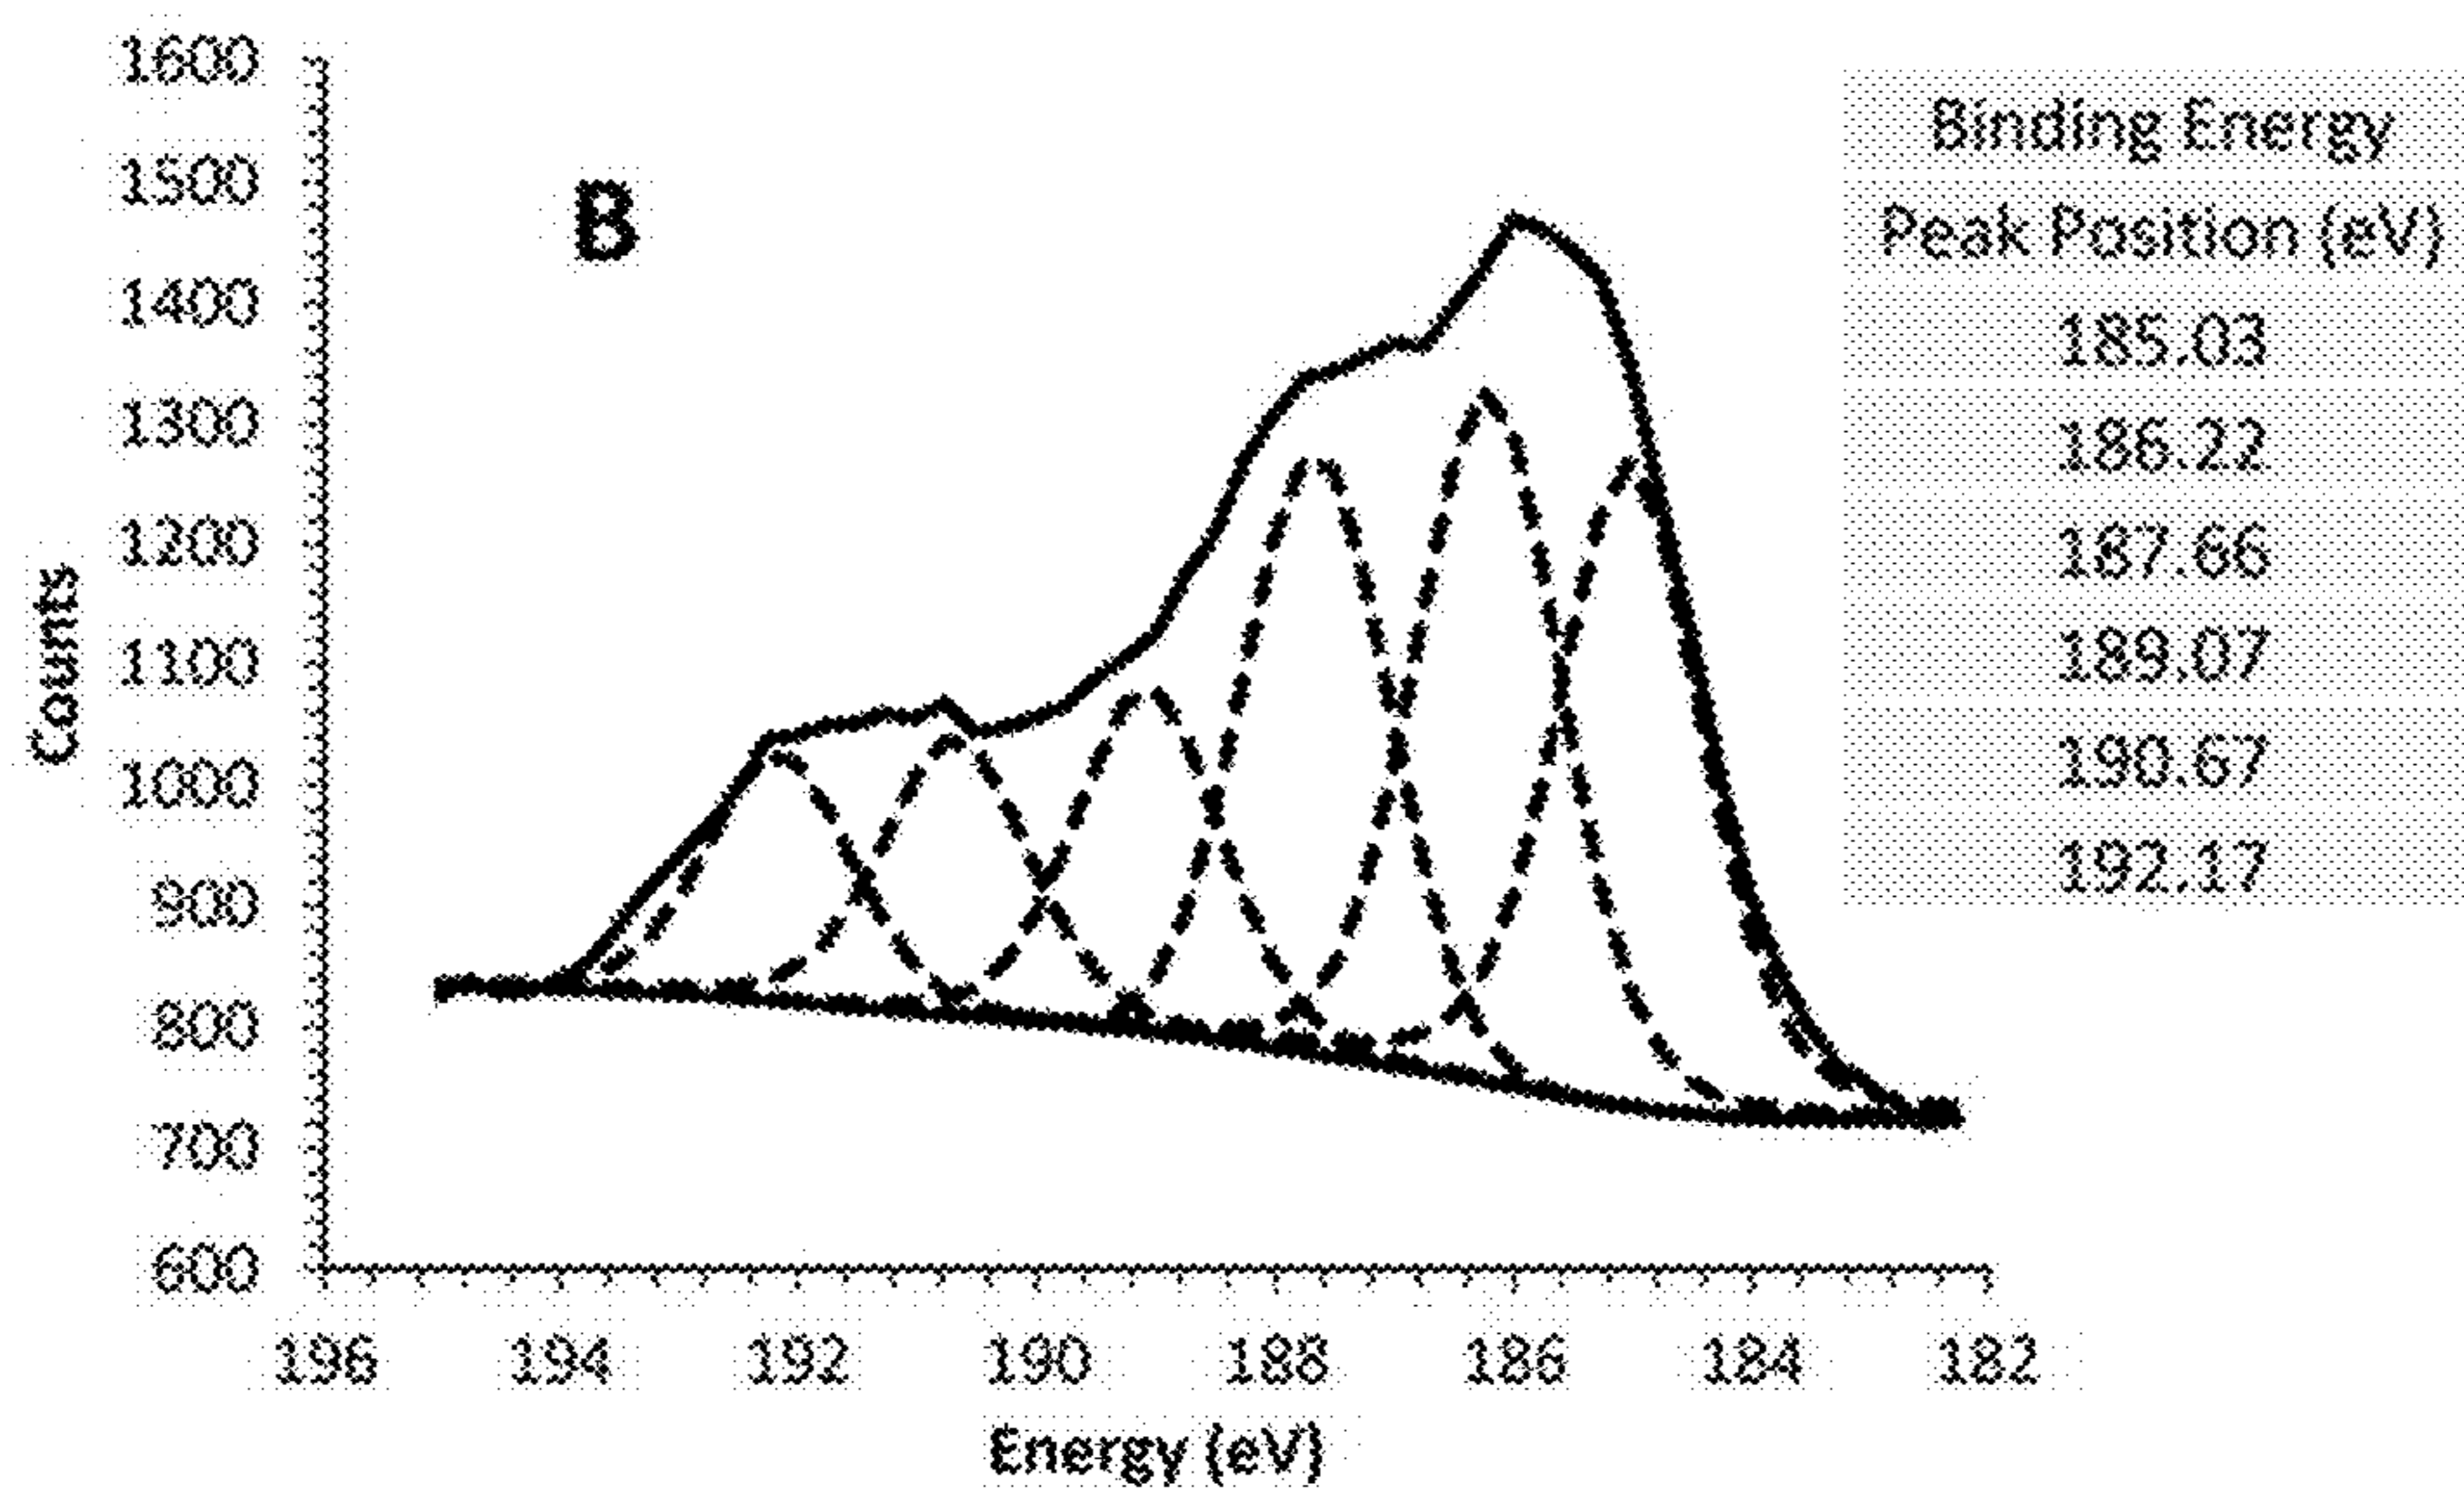 1600
1500
1400
1300
1200
1100
1000
900
800
700
600
Counts
B
Binding Energy
Peak Position (eV)
185.03
186.22
187.66
189.07
190.67
192.17
196 194 192 190 188 186 184 182
Energy (eV)